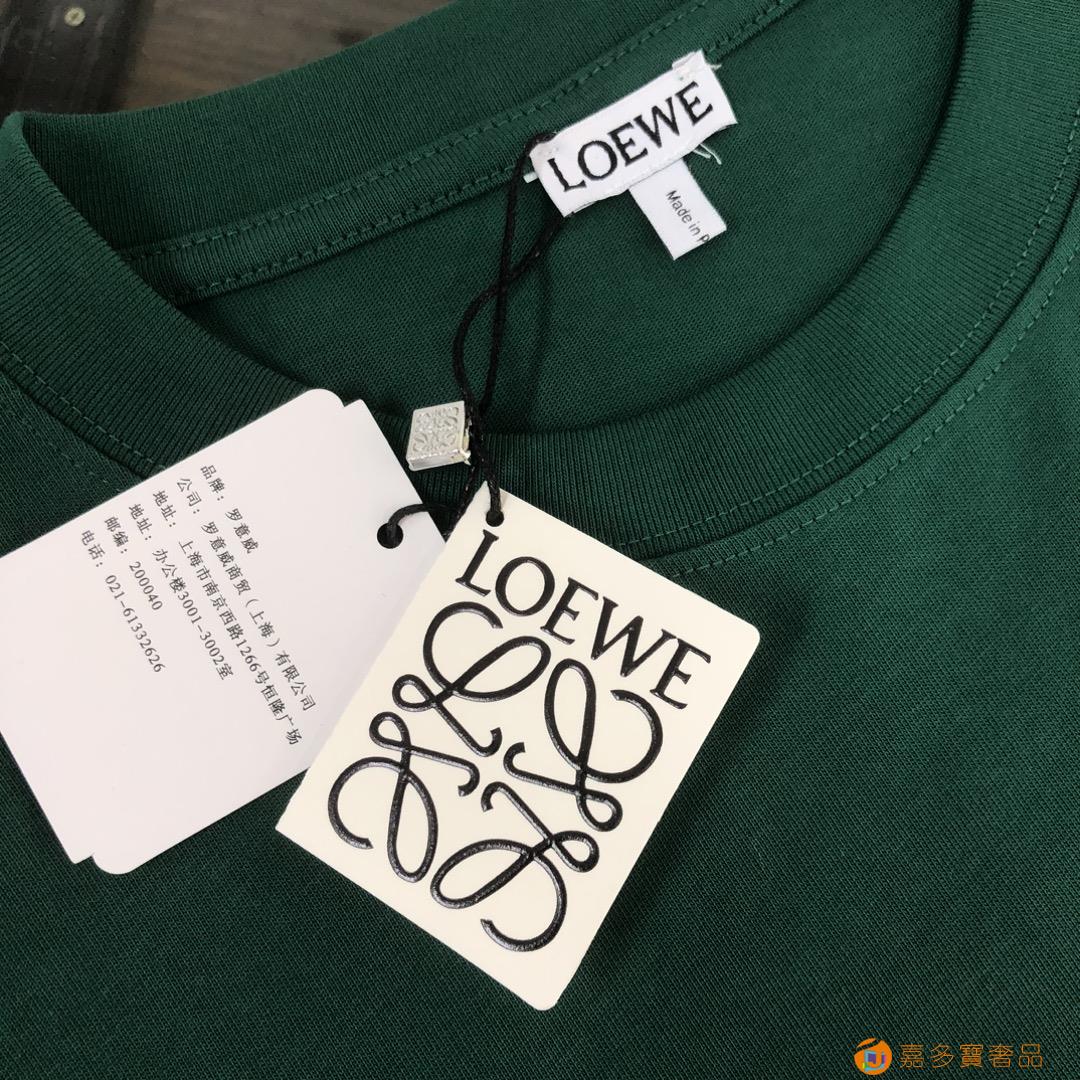 LOEWE
Made in P
品牌：罗意威
公司：罗意威商贸（上海）有限公司
地址：上海市南京西路1266号恒隆广场
地址：办公楼3001-3002室
邮编：200040
电话：021-61332626
LOEWE
嘉多寶奢品